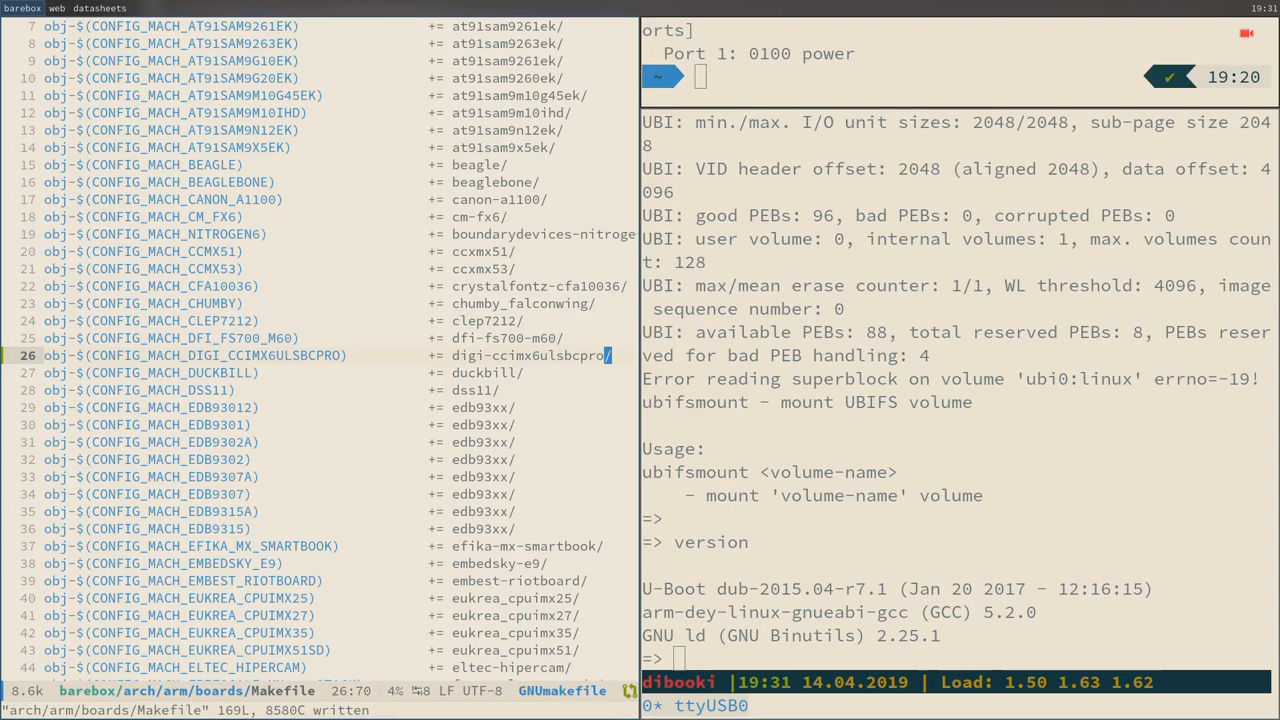 barebox web datasheets 19:31
7 obj-$(CONFIG_MACH_AT91SAM9261EK) += at91sam9261ek/
8 obj-$(CONFIG_MACH_AT91SAM9263EK) += at91sam9263ek/
9 obj-$(CONFIG_MACH_AT91SAM9G10EK) += at91sam9261ek/
10 obj-$(CONFIG_MACH_AT91SAM9G20EK) += at91sam9260ek/
11 obj-$(CONFIG_MACH_AT91SAM9M10G45EK) += at91sam9m10g45ek/
12 obj-$(CONFIG_MACH_AT91SAM9M10IHD) += at91sam9m10ihd/
13 obj-$(CONFIG_MACH_AT91SAM9N12EK) += at91sam9n12ek/
14 obj-$(CONFIG_MACH_AT91SAM9X5EK) += at91sam9x5ek/
15 obj-$(CONFIG_MACH_BEAGLE) += beagle/
16 obj-$(CONFIG_MACH_BEAGLEBONE) += beaglebone/
17 obj-$(CONFIG_MACH_CANON_A1100) += canon-a1100/
18 obj-$(CONFIG_MACH_CM_FX6) += cm-fx6/
19 obj-$(CONFIG_MACH_NITROGEN6) += boundarydevices-nitroge
20 obj-$(CONFIG_MACH_CCMX51) += ccxmx51/
21 obj-$(CONFIG_MACH_CCMX53) += ccxmx53/
22 obj-$(CONFIG_MACH_CFA10036) += crystalfontz-cfa10036/
23 obj-$(CONFIG_MACH_CHUMBY) += chumby_falconwing/
24 obj-$(CONFIG_MACH_CLEP7212) += clep7212/
25 obj-$(CONFIG_MACH_DFI_FS700_M60) += dfi-fs700-m60/
26 obj-$(CONFIG_MACH_DIGI_CCIMX6ULSBCPRO) += digi-ccimx6ulsbcpro/
27 obj-$(CONFIG_MACH_DUCKBILL) += duckbill/
28 obj-$(CONFIG_MACH_DSS11) += dss11/
29 obj-$(CONFIG_MACH_EDB93012) += edb93xx/
30 obj-$(CONFIG_MACH_EDB9301) += edb93xx/
31 obj-$(CONFIG_MACH_EDB9302A) += edb93xx/
32 obj-$(CONFIG_MACH_EDB9302) += edb93xx/
33 obj-$(CONFIG_MACH_EDB9307A) += edb93xx/
34 obj-$(CONFIG_MACH_EDB9307) += edb93xx/
35 obj-$(CONFIG_MACH_EDB9315A) += edb93xx/
36 obj-$(CONFIG_MACH_EDB9315) += edb93xx/
37 obj-$(CONFIG_MACH_EFIKA_MX_SMARTBOOK) += efika-mx-smartbook/
38 obj-$(CONFIG_MACH_EMBEDSKY_E9) += embedsky-e9/
39 obj-$(CONFIG_MACH_EMBEST_RIOTBOARD) += embest-riotboard/
40 obj-$(CONFIG_MACH_EUKREA_CPUIMX25) += eukrea_cpuimx25/
41 obj-$(CONFIG_MACH_EUKREA_CPUIMX27) += eukrea_cpuimx27/
42 obj-$(CONFIG_MACH_EUKREA_CPUIMX35) += eukrea_cpuimx35/
43 obj-$(CONFIG_MACH_EUKREA_CPUIMX51SD) += eukrea_cpuimx51/
44 obj-$(CONFIG_MACH_ELTEC_HIPERCAM) += eltec-hipercam/
8.6k barebox/arch/arm/boards/Makefile 26:70 4% 8 LF UTF-8 GNUmakefile
"arch/arm/boards/Makefile" 169L, 8580C written
orts]
Port 1: 0100 power
~ ✔ 19:20
UBI: min./max. I/O unit sizes: 2048/2048, sub-page size 204
8
UBI: VID header offset: 2048 (aligned 2048), data offset: 4
096
UBI: good PEBs: 96, bad PEBs: 0, corrupted PEBs: 0
UBI: user volume: 0, internal volumes: 1, max. volumes coun
t: 128
UBI: max/mean erase counter: 1/1, WL threshold: 4096, image
sequence number: 0
UBI: available PEBs: 88, total reserved PEBs: 8, PEBs reser
ved for bad PEB handling: 4
Error reading superblock on volume 'ubi0:linux' errno=-19!
ubifsmount - mount UBIFS volume
Usage:
ubifsmount <volume-name>
- mount 'volume-name' volume
=>
=> version
U-Boot dub-2015.04-r7.1 (Jan 20 2017 - 12:16:15)
arm-dey-linux-gnueabi-gcc (GCC) 5.2.0
GNU ld (GNU Binutils) 2.25.1
=>
dibooki |19:31 14.04.2019 | Load: 1.50 1.63 1.62
0* ttyUSB0